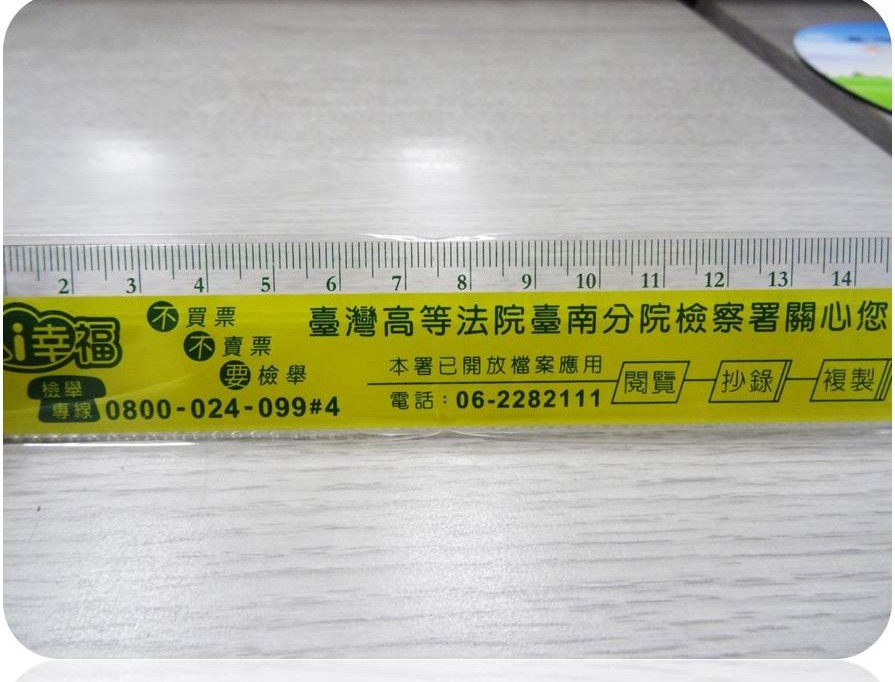 2 3 4 5 6 7 8 9 10 11 12 13 14
i幸福
不買票
不賣票
要檢舉
檢舉
專線 0800-024-099#4
臺灣高等法院臺南分院檢察署關心您
本署已開放檔案應用
電話：06-2282111
閱覽 抄錄 複製